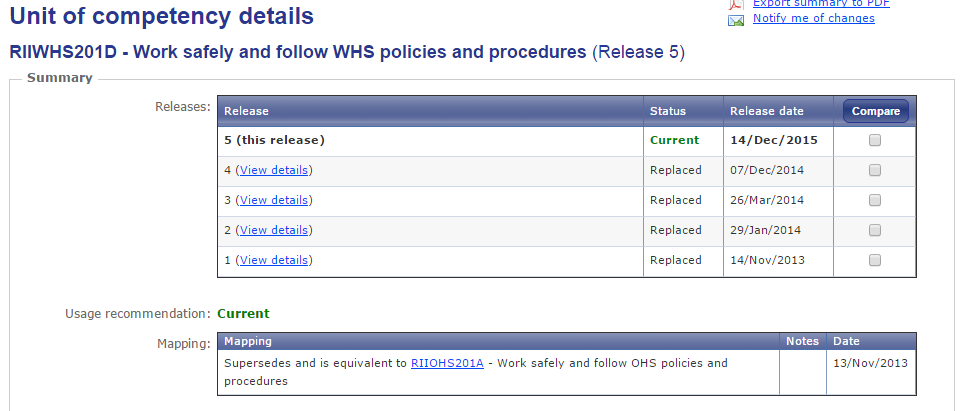 Export summary to PDF
Unit of competency details
Notify me of changes
RIIWHS201D - Work safely and follow WHS policies and procedures (Release 5)
Summary
Releases:
Release Status Release date Compare
5 (this release) Current 14/Dec/2015
4 (View details) Replaced 07/Dec/2014
3 (View details) Replaced 26/Mar/2014
2 (View details) Replaced 29/Jan/2014
1 (View details) Replaced 14/Nov/2013
Usage recommendation: Current
Mapping:
Mapping Notes Date
Supersedes and is equivalent to RIIOHS201A - Work safely and follow OHS policies and 13/Nov/2013
procedures